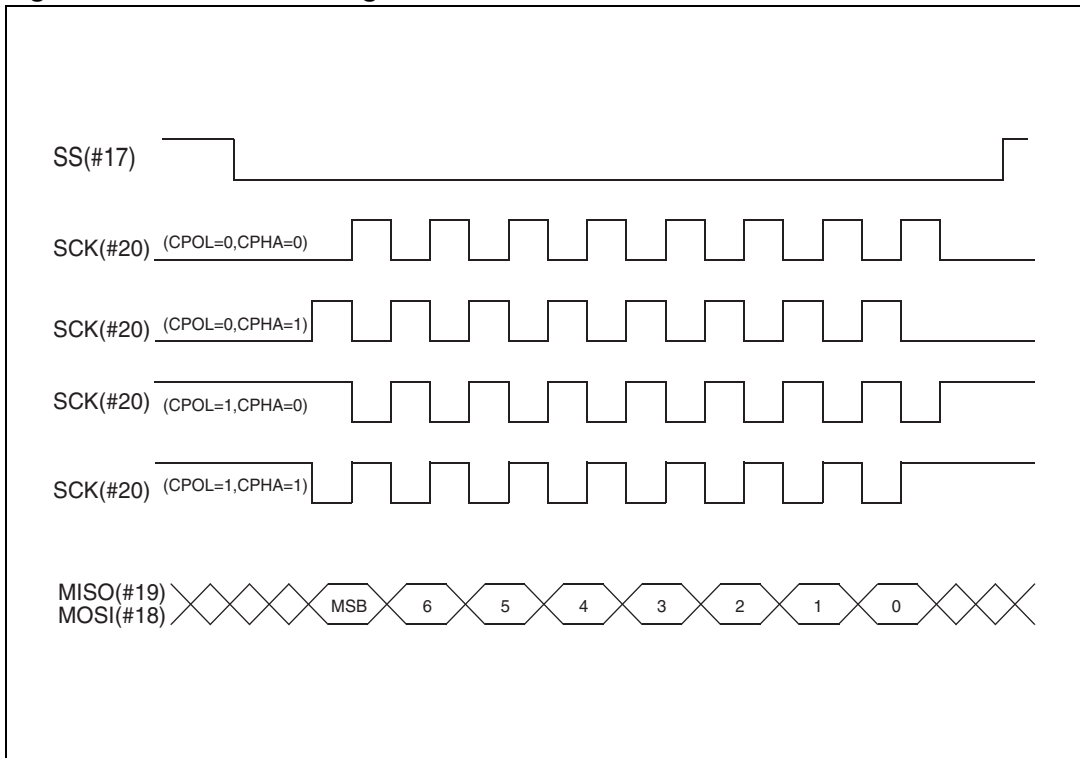 SS(#17)
SCK(#20) (CPOL=0,CPHA=0)
SCK(#20) (CPOL=0,CPHA=1)
SCK(#20) (CPOL=1,CPHA=0)
SCK(#20) (CPOL=1,CPHA=1)
MISO(#19)
MOSI(#18)
MSB 6 5 4 3 2 1 0